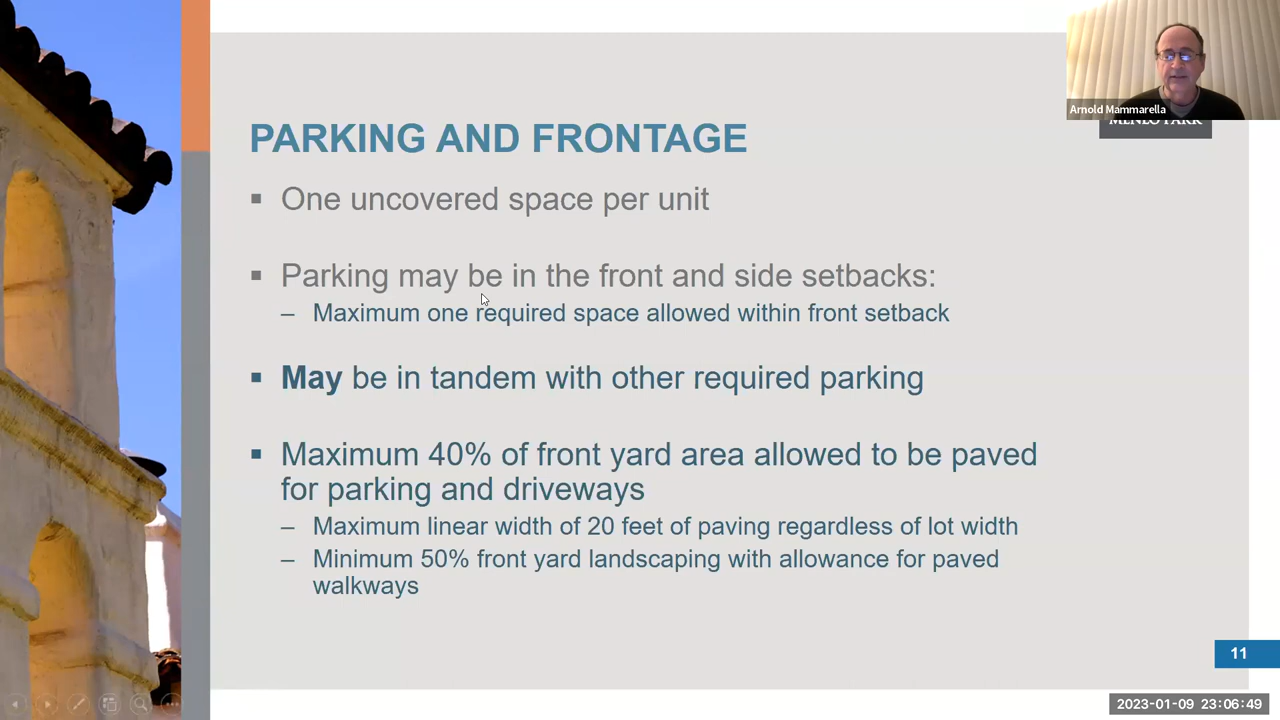 Arnold Mammarella
MENLO PARK
PARKING AND FRONTAGE
▪ One uncovered space per unit
▪ Parking may be in the front and side setbacks:
– Maximum one required space allowed within front setback
▪ May be in tandem with other required parking
▪ Maximum 40% of front yard area allowed to be paved
for parking and driveways
– Maximum linear width of 20 feet of paving regardless of lot width
– Minimum 50% front yard landscaping with allowance for paved
walkways
11
2023-01-09 23:06:49